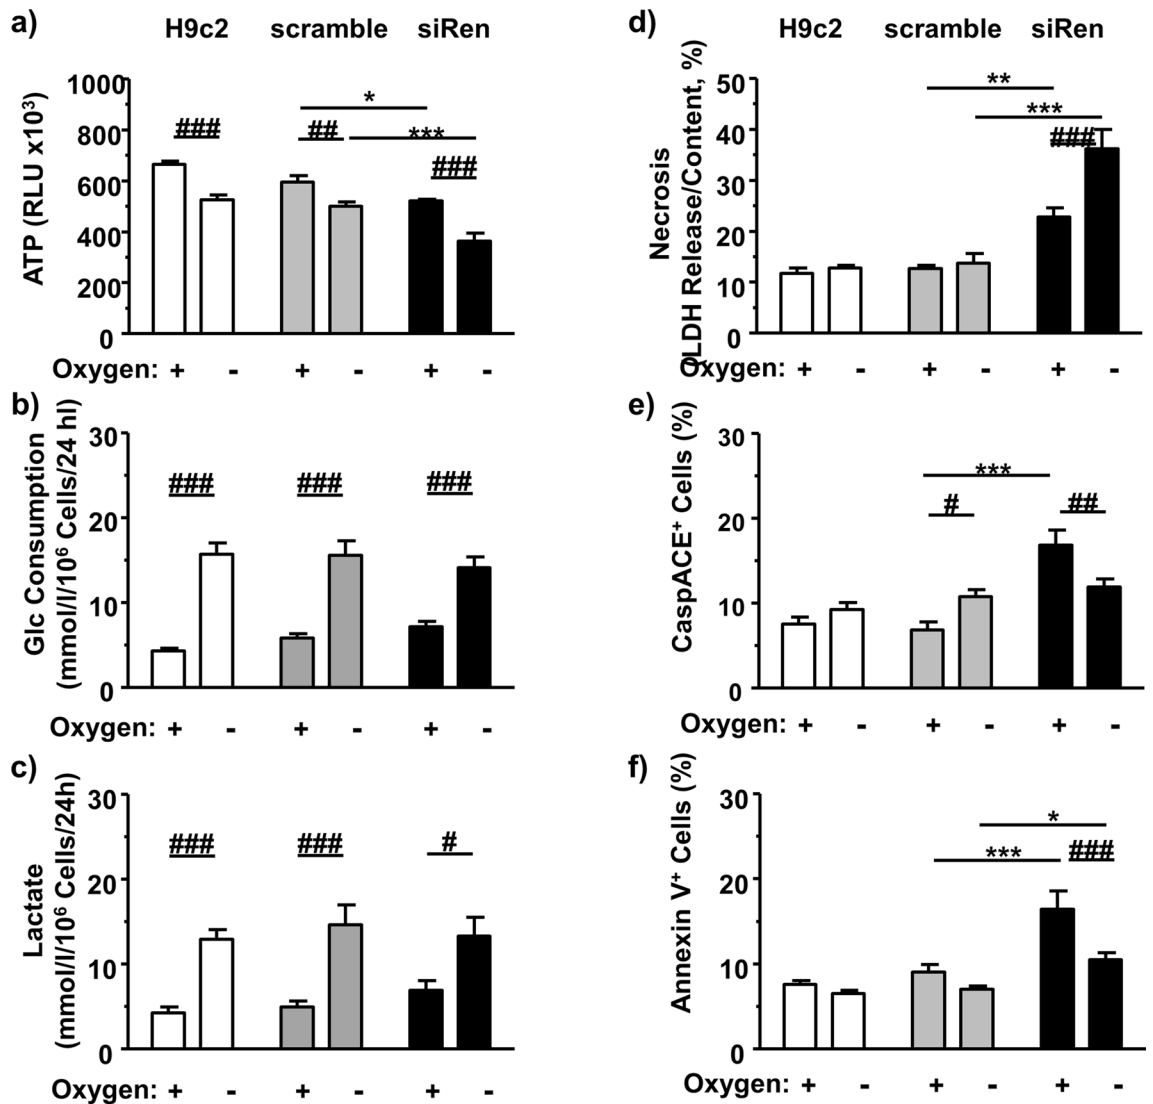 a) H9c2 scramble siRen
ATP (RLU x10³)
1000
800
600
400
200
0
### ## ###
* ***
Oxygen: + - + - + -
b)
Glc Consumption
(mmol/l/10⁶ Cells/24 hl)
30
20
10
0
### ### ###
Oxygen: + - + - + -
c)
Lactate
(mmol/l/10⁶ Cells/24h)
30
20
10
0
### ### #
Oxygen: + - + - + -
d) H9c2 scramble siRen
Necrosis
(LDH Release/Content, %)
50
40
30
20
10
0
**
***
###
Oxygen: + - + - + -
e)
CaspACE⁺ Cells (%)
30
20
10
0
***
# ##
Oxygen: + - + - + -
f)
Annexin V⁺ Cells (%)
30
20
10
0
*
*** ###
Oxygen: + - + - + -